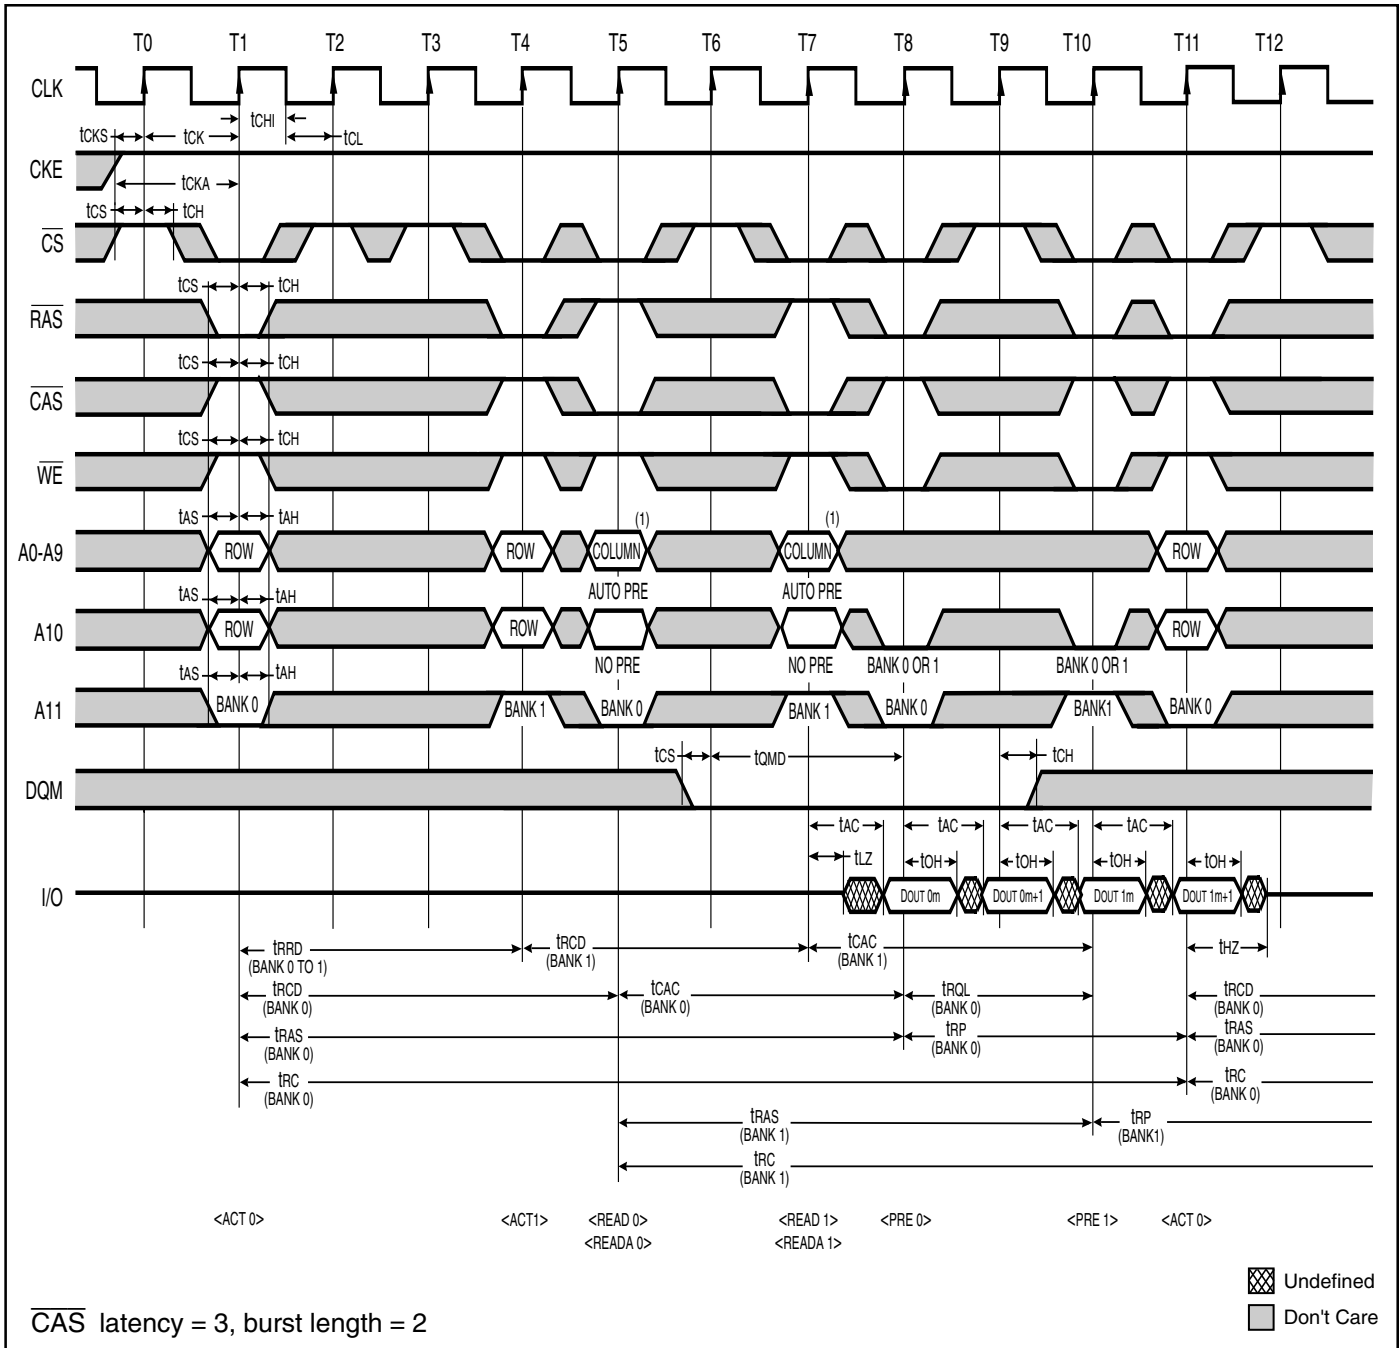 T0 T1 T2 T3 T4 T5 T6 T7 T8 T9 T10 T11 T12
CLK
tCHI
tCKS tCK tCL
CKE
tCKA
tCS tCH
CS
tCS tCH
RAS
tCS tCH
CAS
tCS tCH
WE
tAS tAH (1) (1)
A0-A9 ROW ROW COLUMN COLUMN ROW
tAS tAH AUTO PRE AUTO PRE
A10 ROW ROW ROW
tAS tAH NO PRE NO PRE BANK 0 OR 1 BANK 0 OR 1
A11 BANK 0 BANK 1 BANK 0 BANK 1 BANK 0 BANK1 BANK 0
tCS tQMD tCH
DQM
tAC tAC tAC tAC
tLZ tOH tOH tOH tOH
I/O DOUT 0m DOUT 0m+1 DOUT 1m DOUT 1m+1
tRRD tRCD tCAC tHZ
(BANK 0 TO 1) (BANK 1) (BANK 1)
tRCD tCAC tRQL tRCD
(BANK 0) (BANK 0) (BANK 0) (BANK 0)
tRAS tRP tRAS
(BANK 0) (BANK 0) (BANK 0)
tRC tRC
(BANK 0) (BANK 0)
tRAS tRP
(BANK 1) (BANK1)
tRC
(BANK 1)
<ACT 0> <ACT1> <READ 0> <READ 1> <PRE 0> <PRE 1> <ACT 0>
<READA 0> <READA 1>
Undefined
Don't Care
CAS latency = 3, burst length = 2